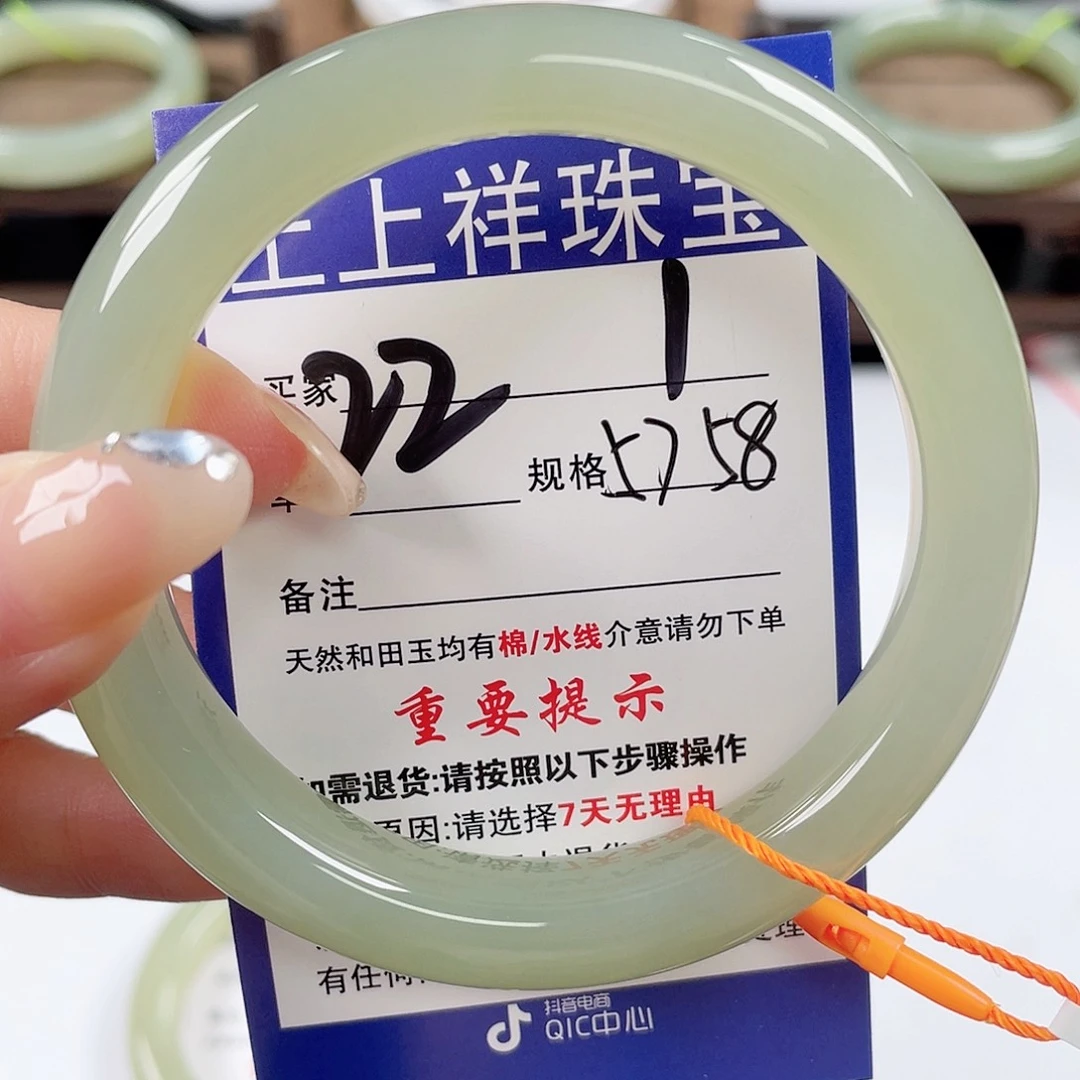 上祥珠宝
买家 22 1
规格 5758
备注
天然和田玉均有棉/水线介意请勿下单
重要提示
如需退货:请按照以下步骤操作
原因:请选择7天无理由
有任何
抖音电商
QIC中心